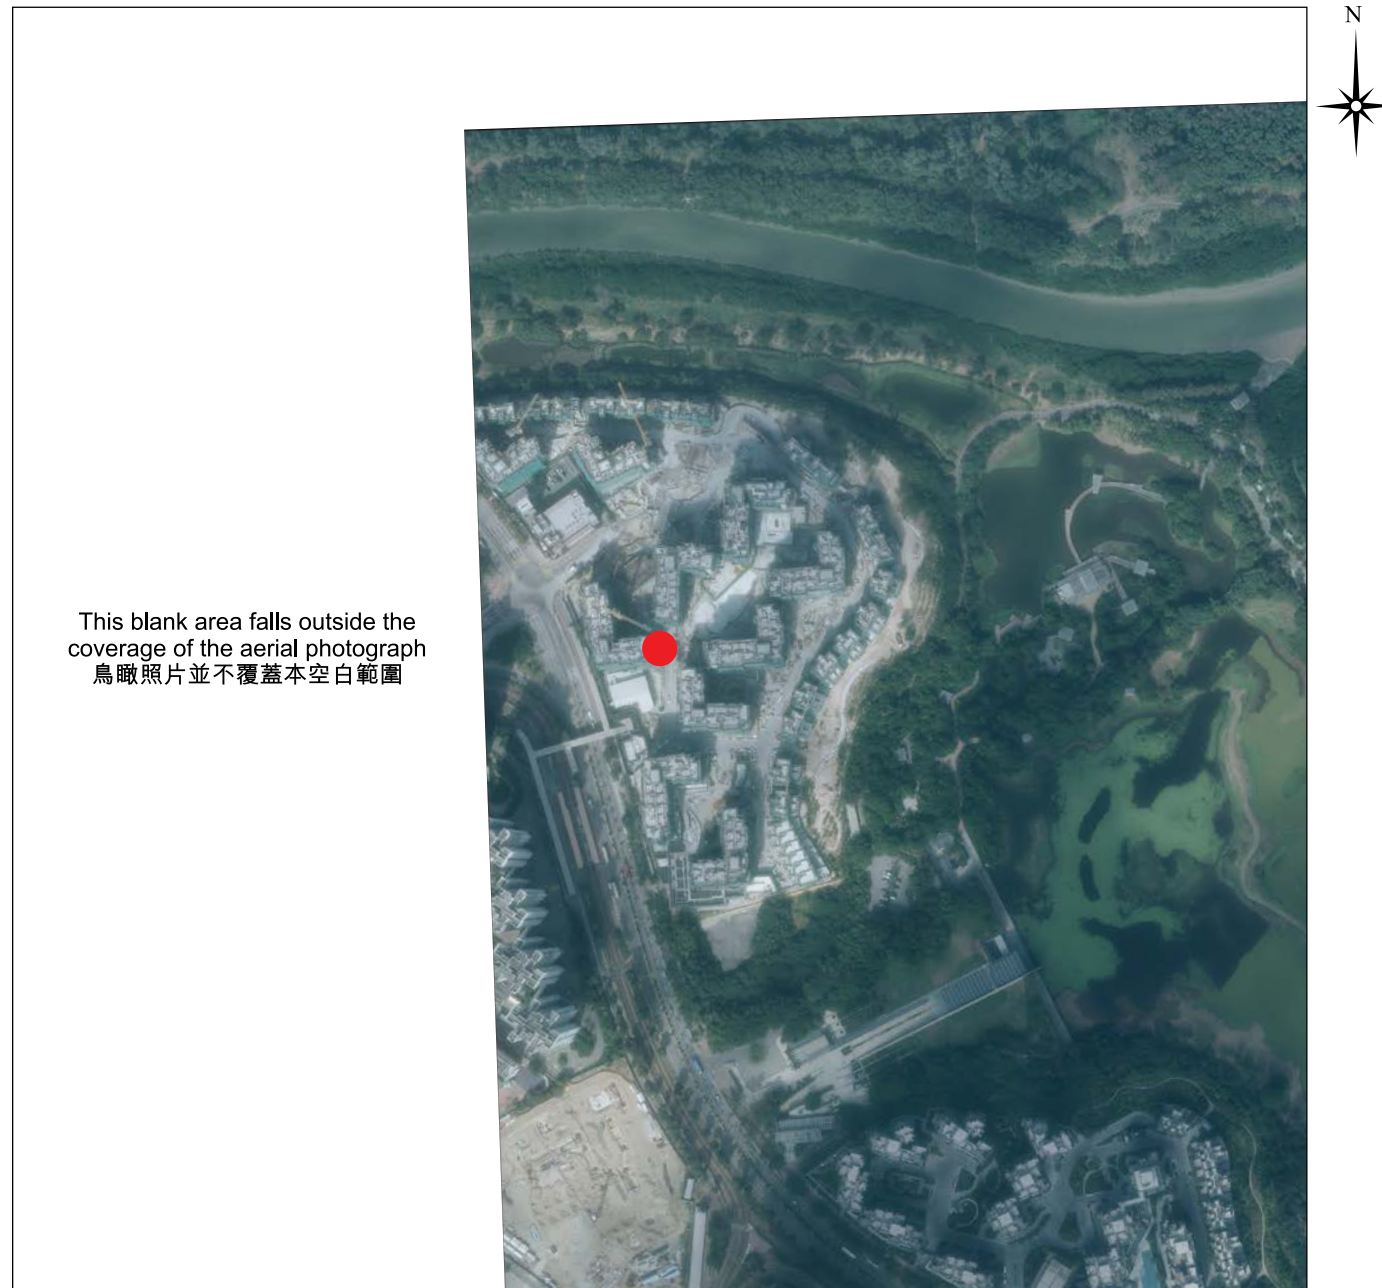 N
This blank area falls outside the
coverage of the aerial photograph
鳥瞰照片並不覆蓋本空白範圍